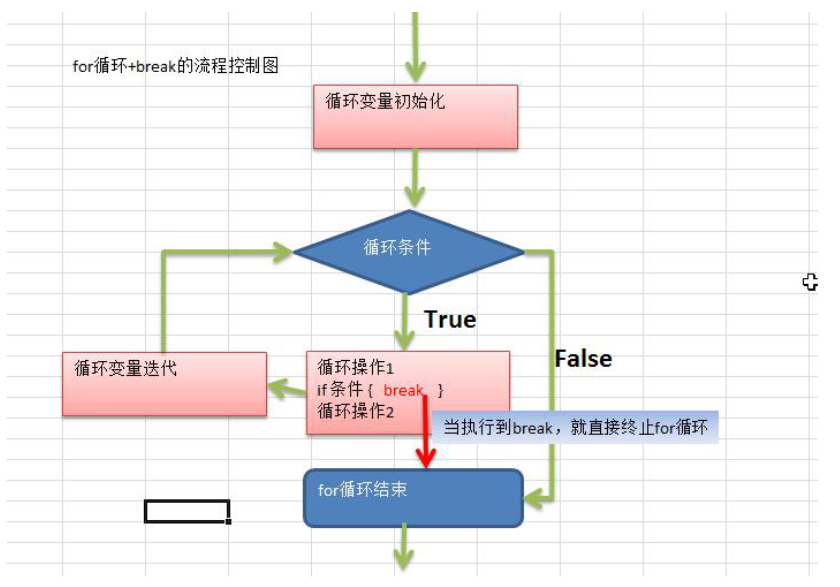 for循环+break的流程控制图
循环变量初始化
循环条件
True
False
循环变量迭代
循环操作1
if 条件 { break  }
循环操作2
当执行到break，就直接终止for循环
for循环结束